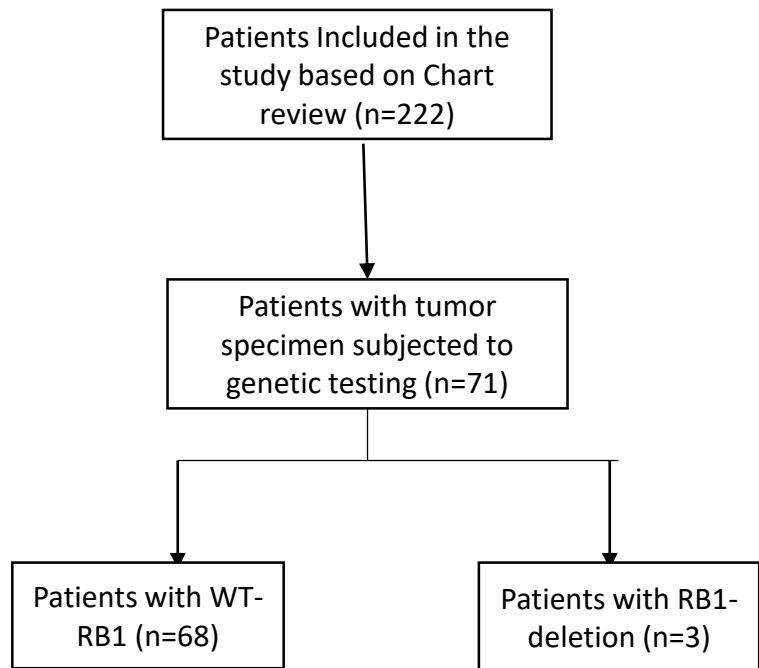 Patients Included in the
study based on Chart
review (n=222)
Patients with tumor
specimen subjected to
genetic testing (n=71)
Patients with WT-
RB1 (n=68)
Patients with RB1-
deletion (n=3)